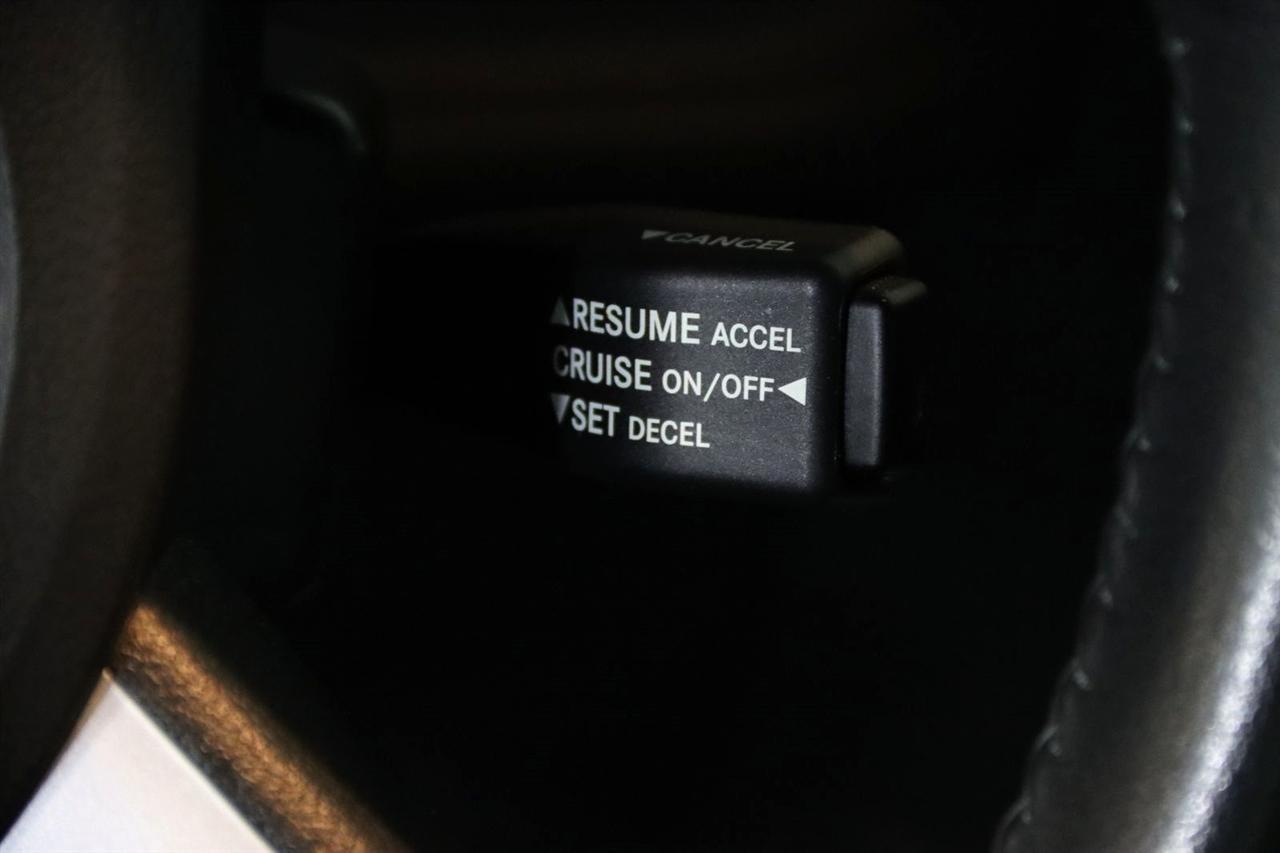 ▼CANCEL
▲RESUME ACCEL
CRUISE ON/OFF◀
▼SET DECEL